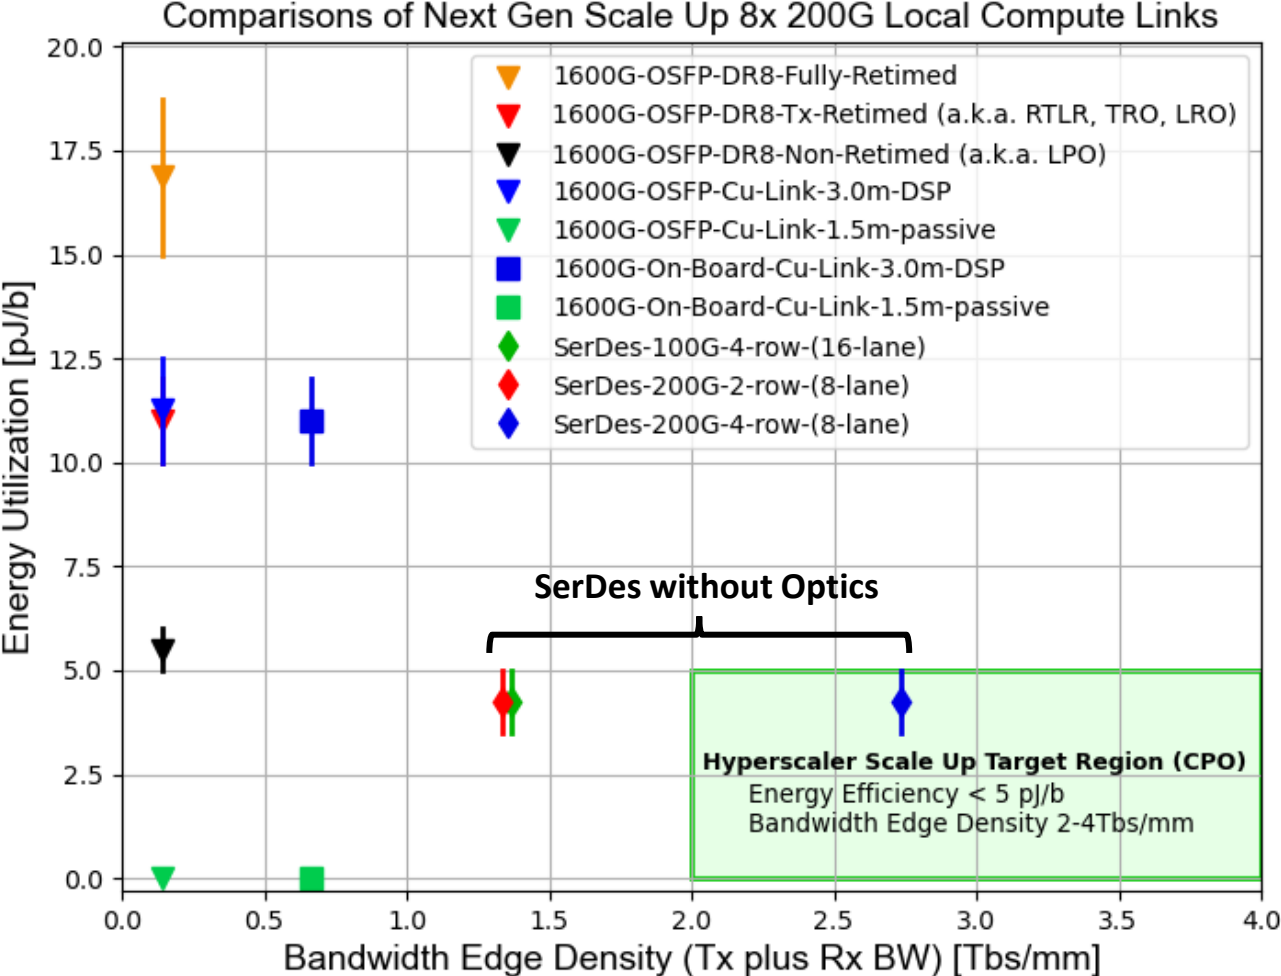 Comparisons of Next Gen Scale Up 8x 200G Local Compute Links
20.0
17.5
15.0
12.5
10.0
7.5
5.0
2.5
0.0
Energy Utilization [pJ/b]
1600G-OSFP-DR8-Fully-Retimed
1600G-OSFP-DR8-Tx-Retimed (a.k.a. RTLR, TRO, LRO)
1600G-OSFP-DR8-Non-Retimed (a.k.a. LPO)
1600G-OSFP-Cu-Link-3.0m-DSP
1600G-OSFP-Cu-Link-1.5m-passive
1600G-On-Board-Cu-Link-3.0m-DSP
1600G-On-Board-Cu-Link-1.5m-passive
SerDes-100G-4-row-(16-lane)
SerDes-200G-2-row-(8-lane)
SerDes-200G-4-row-(8-lane)
SerDes without Optics
Hyperscaler Scale Up Target Region (CPO)
Energy Efficiency < 5 pJ/b
Bandwidth Edge Density 2-4Tbs/mm
0.0 0.5 1.0 1.5 2.0 2.5 3.0 3.5 4.0
Bandwidth Edge Density (Tx plus Rx BW) [Tbs/mm]